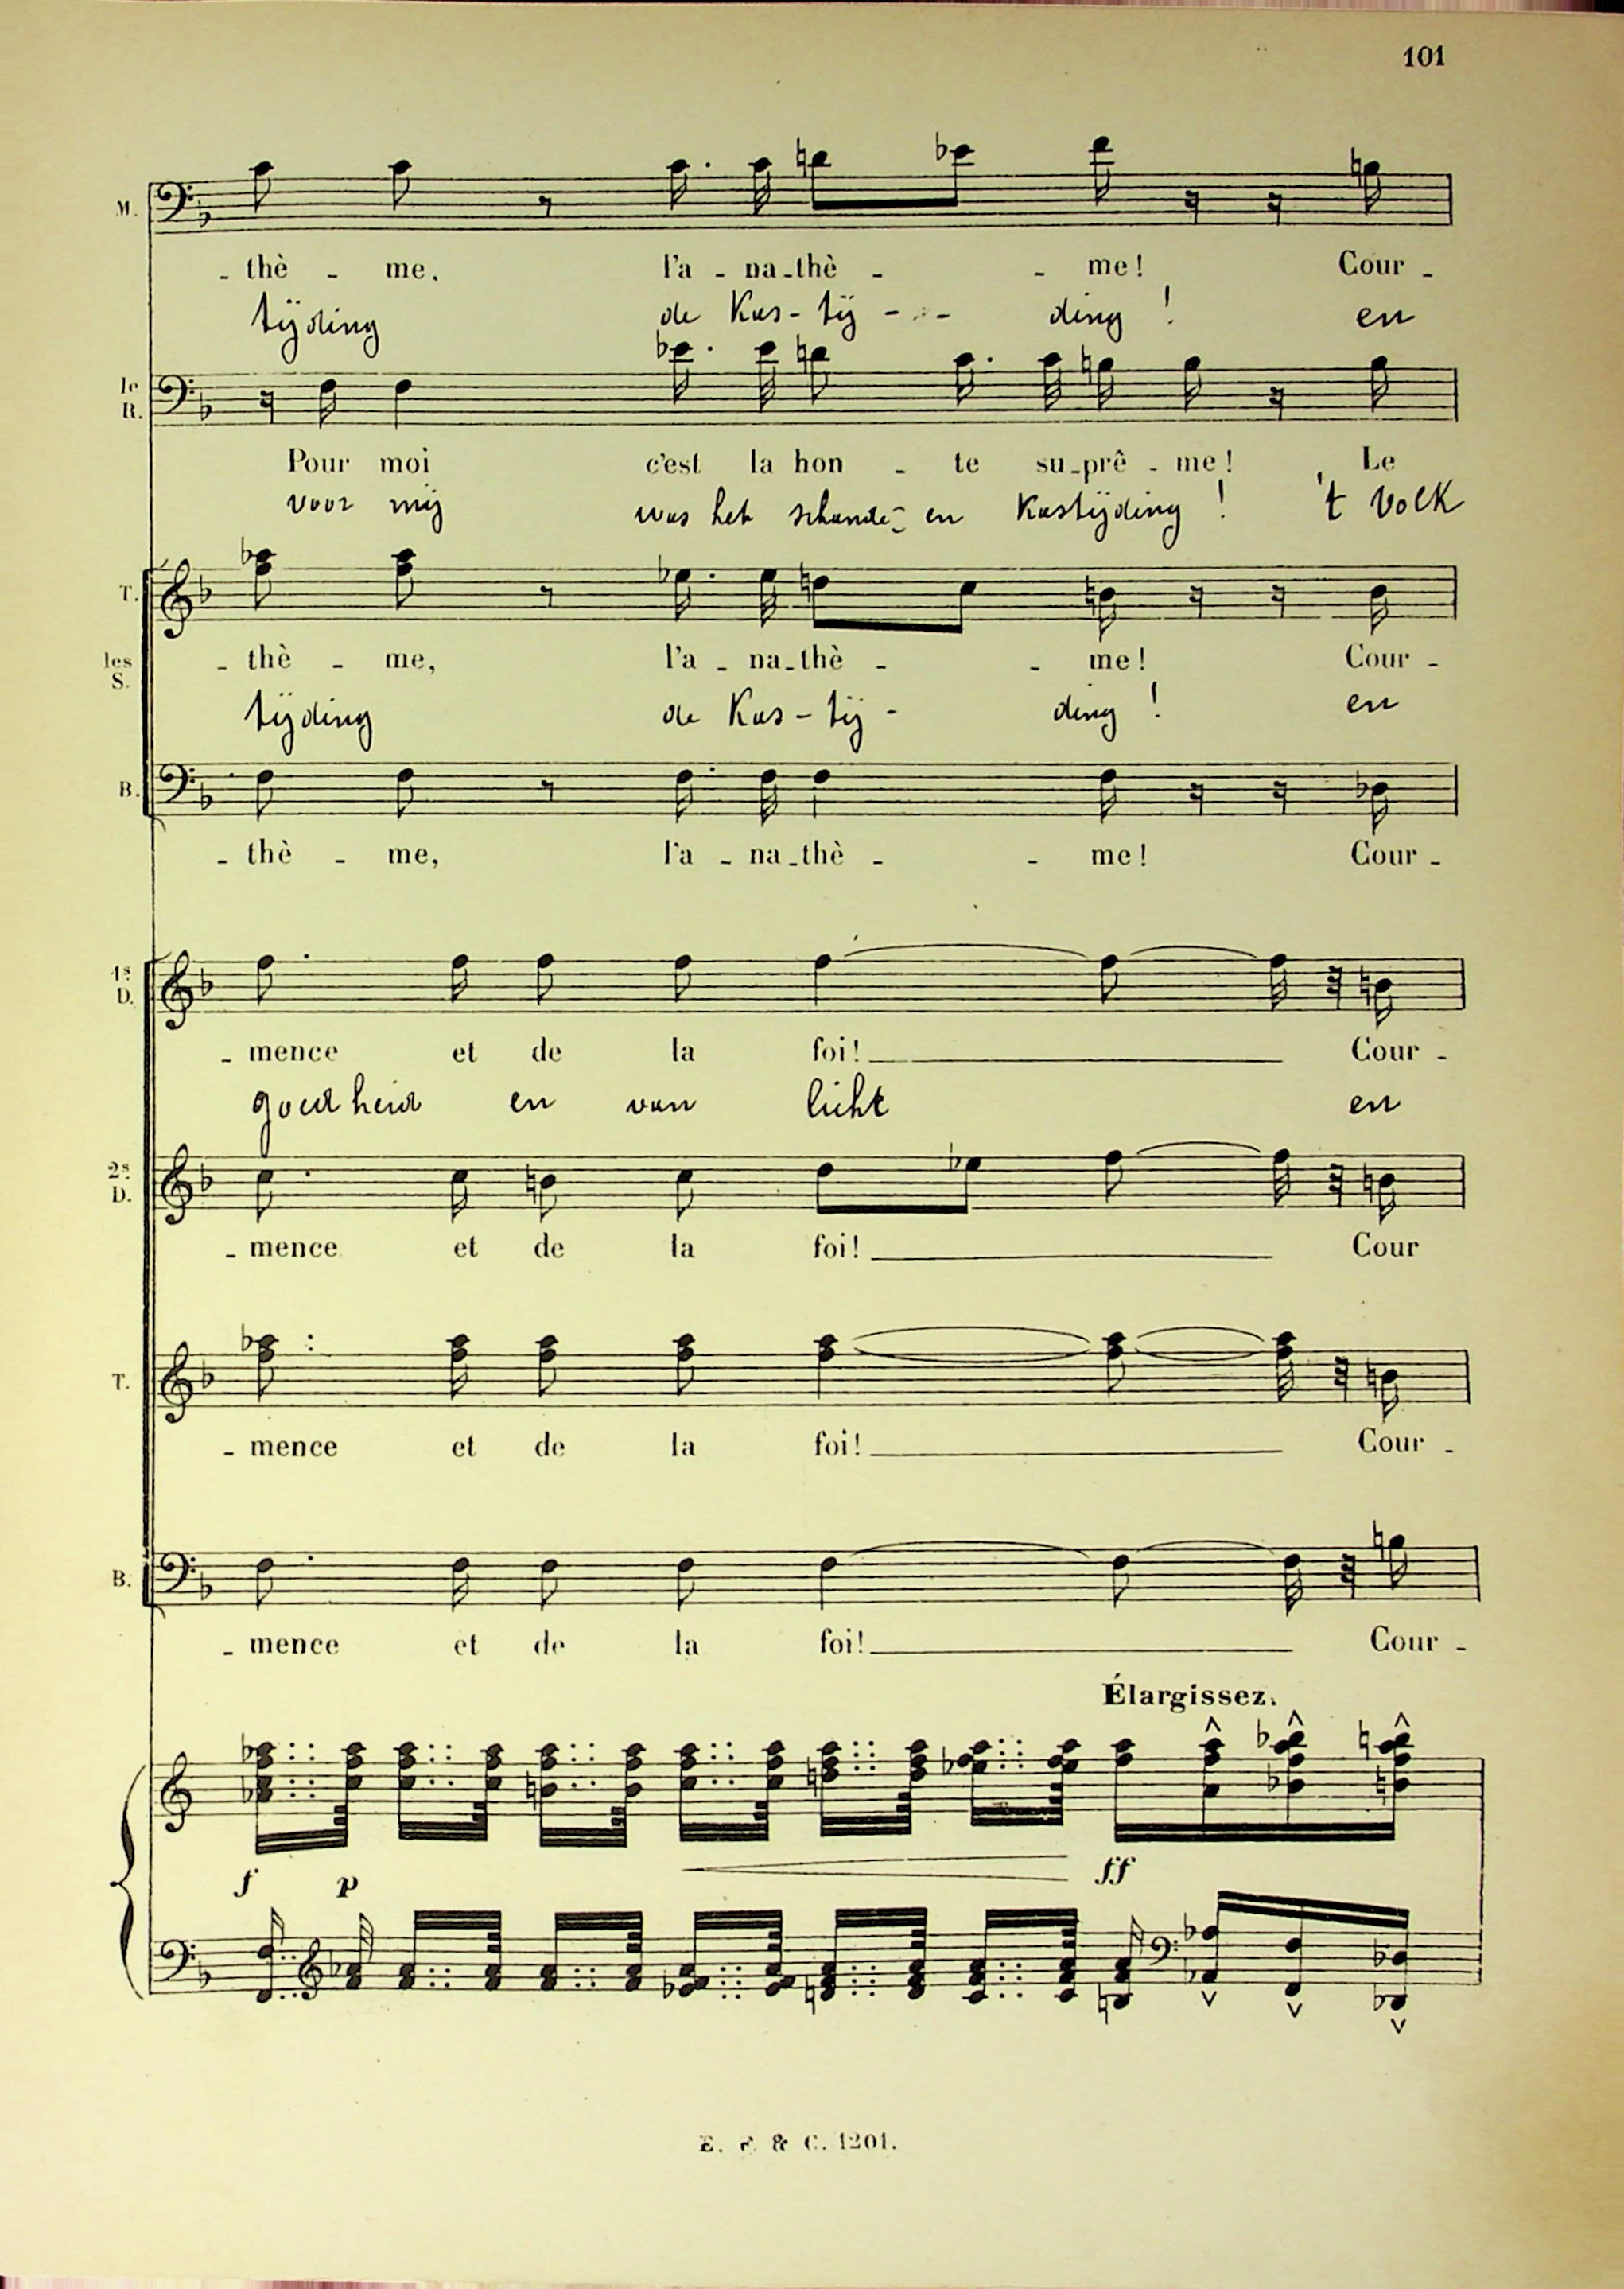 101
M.
- thè - me. l'a - na - thè - - me! Cour -
tijding de Kas - tij - - - ding ! en
le
R.
Pour moi c'est la hon - te su - prê - me! Le
voor mij was het schande - en Kastijding ! 't Volk
T.
les
S.
- thè - me, l'a - na - thè - - me! Cour -
tijding de Kas - tij - ding ! en
B.
- thè - me, l'a - na - thè - - me! Cour -
1s
D.
- mence et de la foi! Cour -
goedheid en van licht en
2s
D.
- mence et de la foi! Cour
T.
- mence et de la foi! Cour -
B.
- mence et de la foi! Cour -
Élargissez.
f p ff
E. F. & C. 1201.